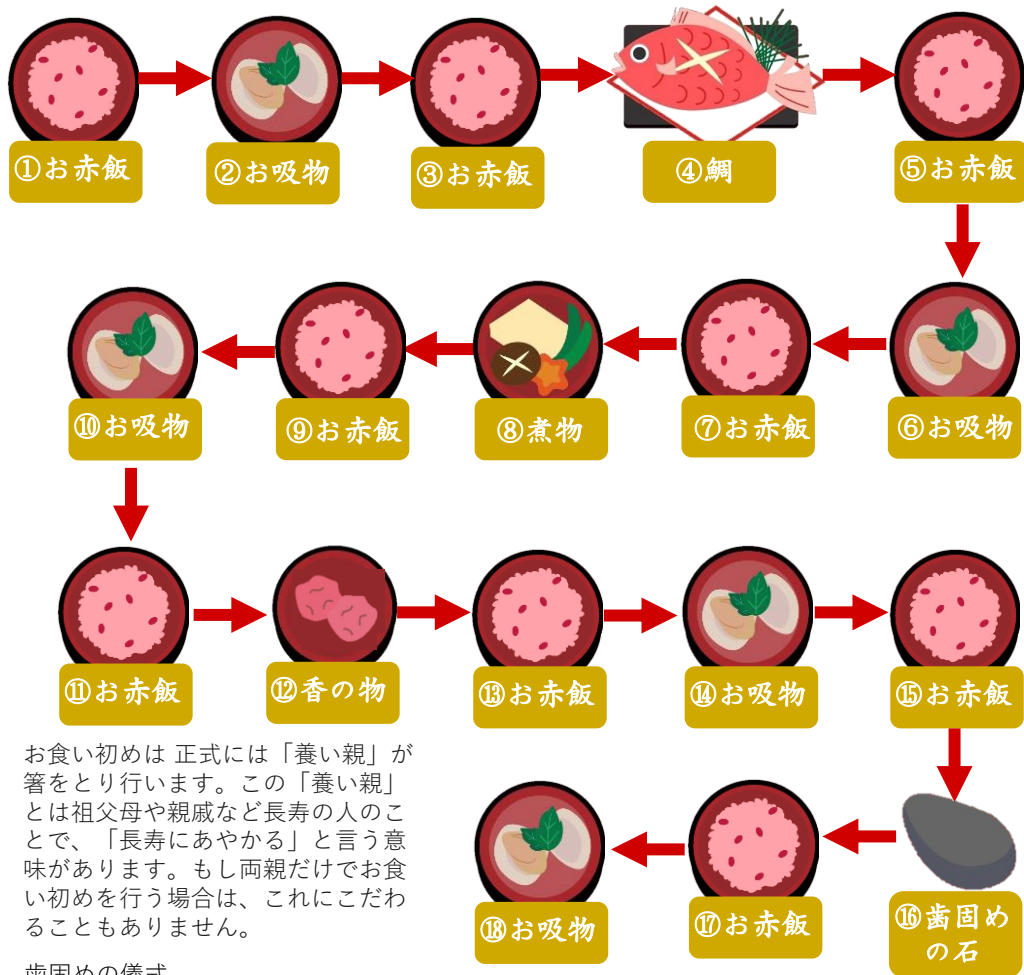 ①お赤飯
②お吸物
③お赤飯
④鯛
⑤お赤飯
⑥お吸物
⑦お赤飯
⑧煮物
⑨お赤飯
⑩お吸物
⑪お赤飯
⑫香の物
⑬お赤飯
⑭お吸物
⑮お赤飯
⑯歯固め
の石
⑰お赤飯
⑱お吸物
お食い初めは 正式には「養い親」が
箸をとり行います。この「養い親」
とは祖父母や親戚など長寿の人のこ
とで、「長寿にあやかる」と言う意
味があります。もし両親だけでお食
い初めを行う場合は、これにこだわ
ることもありません。
歯固めの儀式